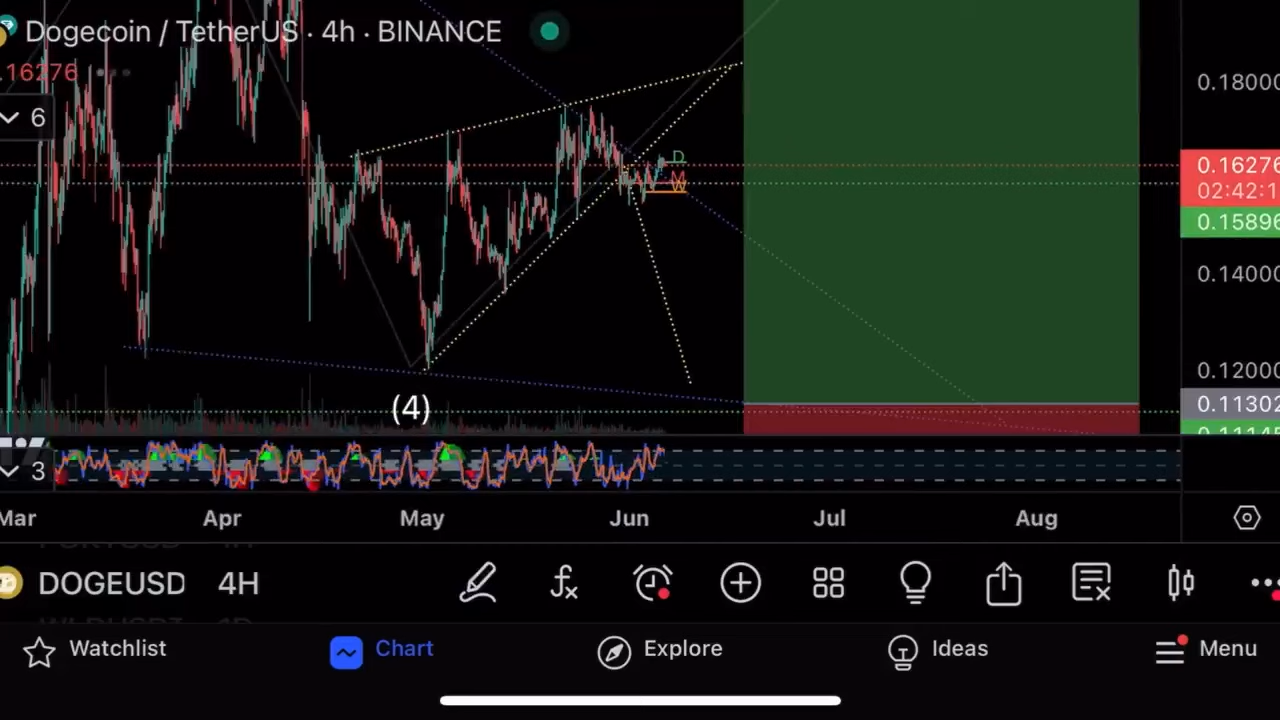 Dogecoin / TetherUS · 4h · BINANCE
.16276
6
0.18000
D
M
W
0.16276
02:42:1
0.15896
0.14000
0.12000
0.11302
(4)
3
Mar Apr May Jun Jul Aug
DOGEUSD 4H
Watchlist Chart Explore Ideas Menu